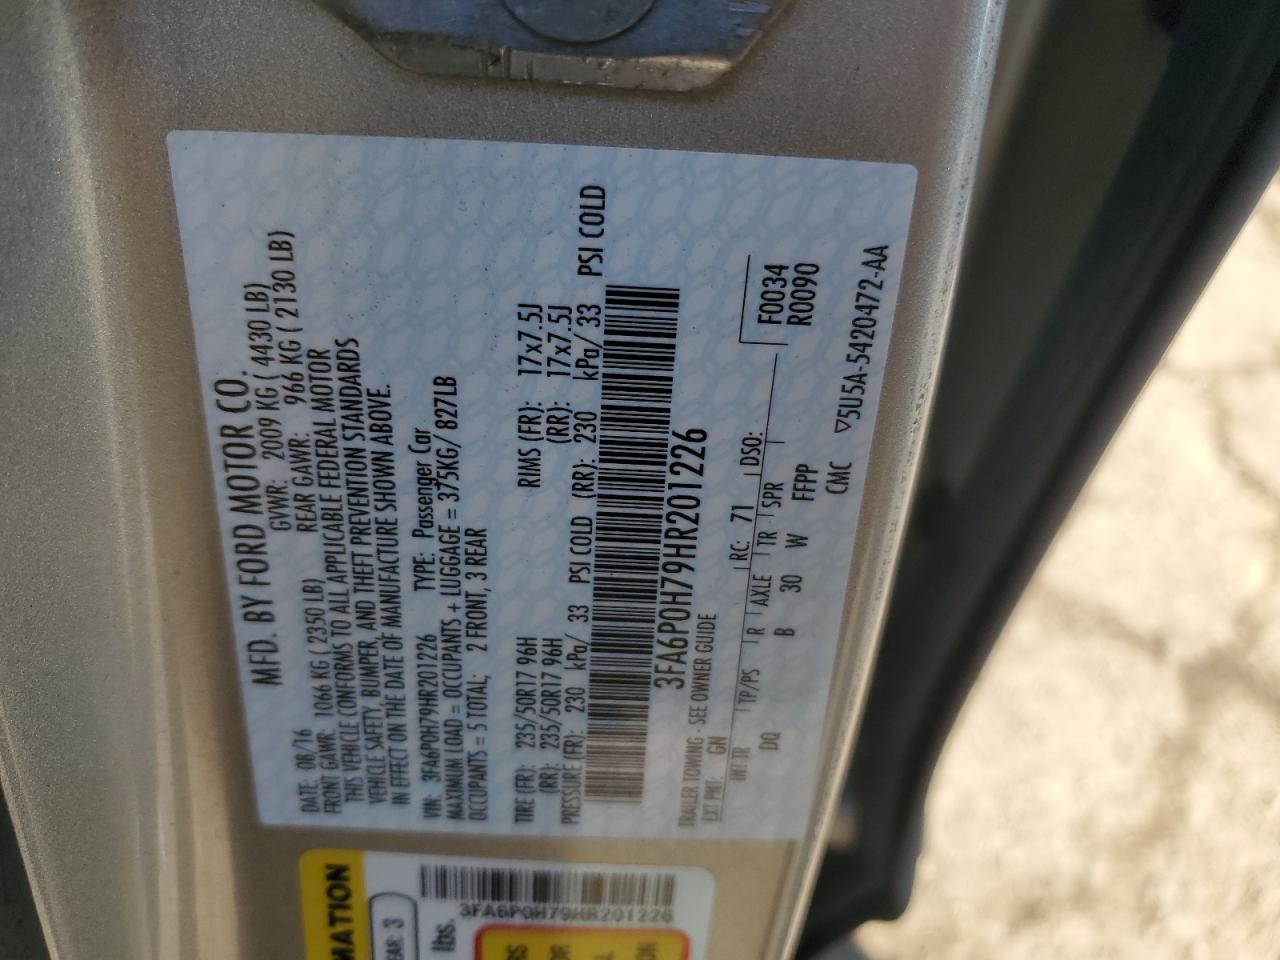 MFD. BY FORD MOTOR CO.
DATE: 08/16 GVWR: 2009 KG ( 4430 LB)
FRONT GAWR: 1066 KG ( 2350 LB) REAR GAWR: 966 KG ( 2130 LB)
THIS VEHICLE CONFORMS TO ALL APPLICABLE FEDERAL MOTOR
VEHICLE SAFETY, BUMPER, AND THEFT PREVENTION STANDARDS
IN EFFECT ON THE DATE OF MANUFACTURE SHOWN ABOVE.
VIN: 3FA6P0H79HR201226 TYPE: Passenger Car
MAXIMUM LOAD = OCCUPANTS + LUGGAGE = 375KG/ 827LB
OCCUPANTS = 5 TOTAL; 2 FRONT, 3 REAR
TIRE (FR): 235/50R17 96H RIMS (FR): 17x7.5J
(RR): 235/50R17 96H (RR): 17x7.5J
PRESSURE (FR): 230 kPa/ 33 PSI COLD (RR): 230 kPa/ 33 PSI COLD
3FA6P0H79HR201226
TRAILER TOWING - SEE OWNER GUIDE
EXT PNT: GN RC: 71 DSO:
INT TR TP/PS R AXLE TR SPR
DQ B 30 W FFPP
F0034
R0090
CMC ▽5U5A-5420472-AA
MATION
EAR 3
lbs.
3FA6P0H79HR201226